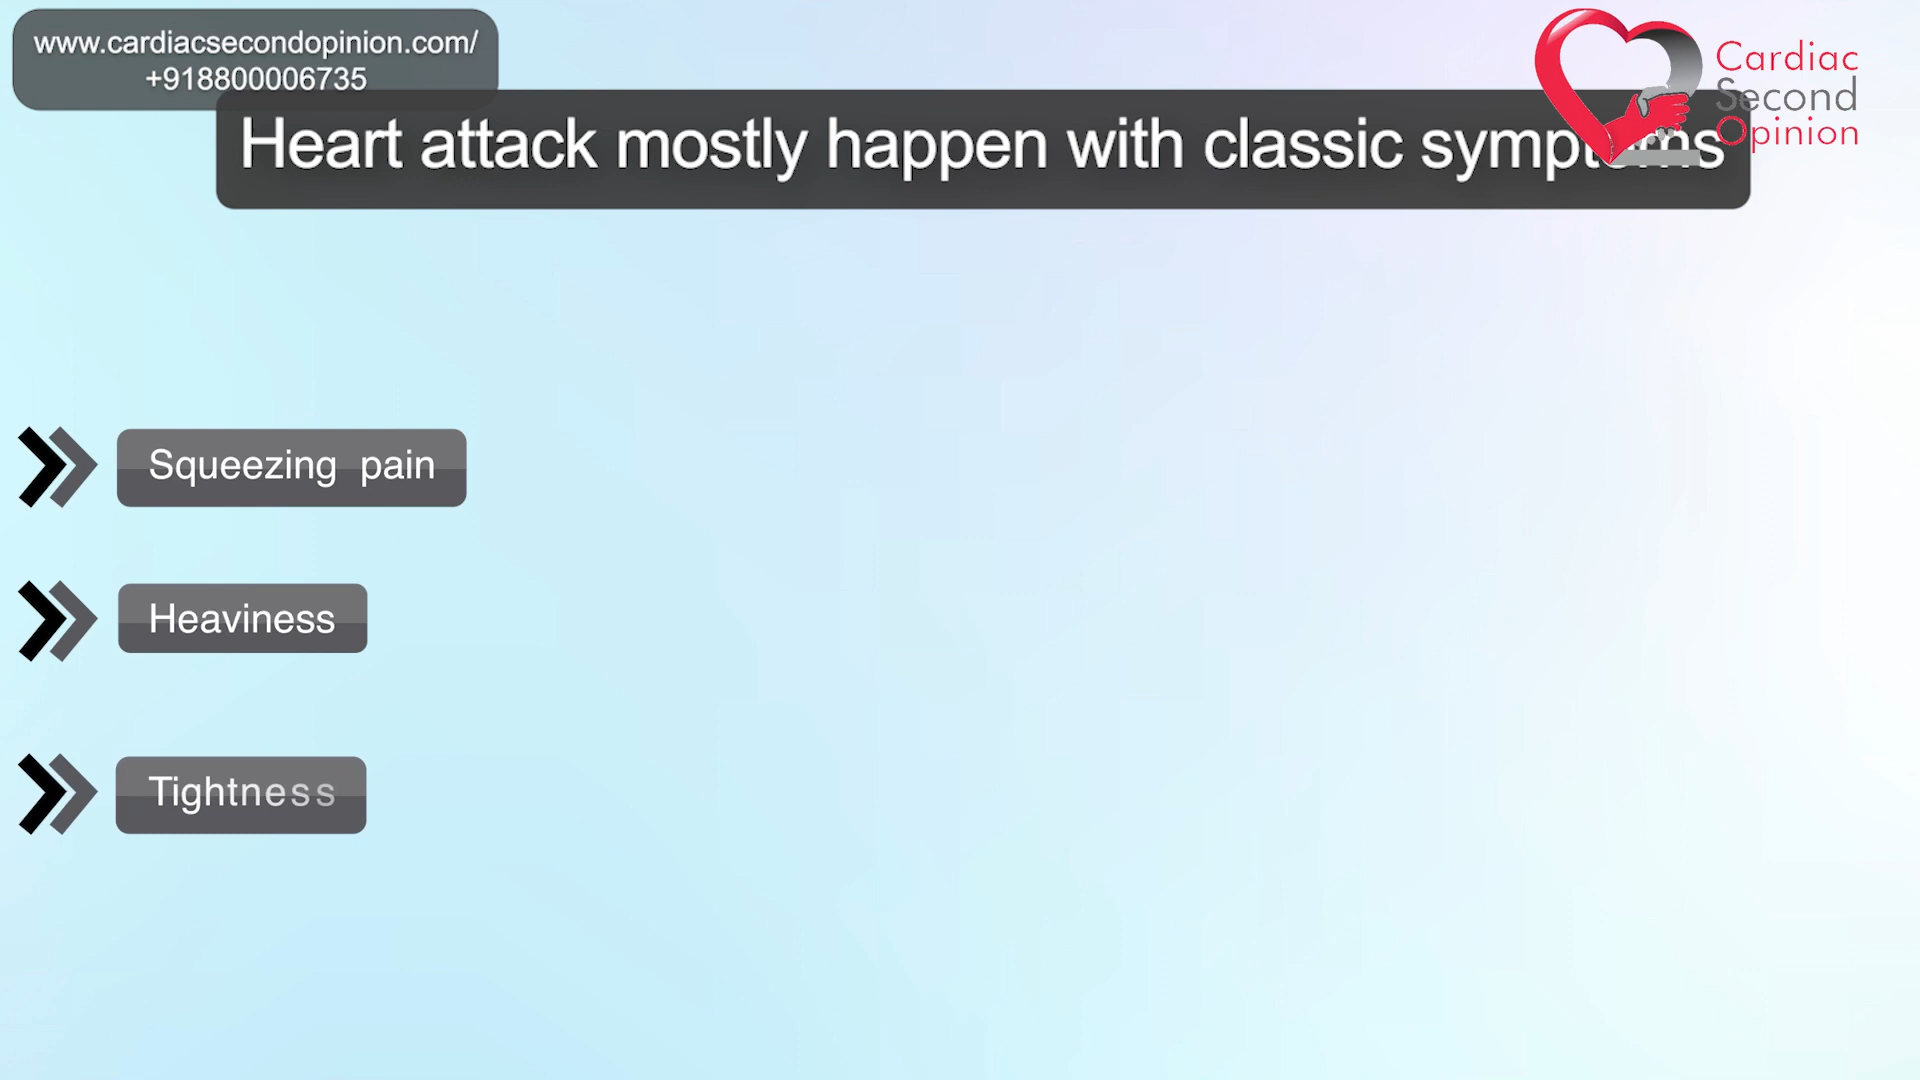 www.cardiacsecondopinion.com/
+918800006735
Cardiac
Second
Opinion
Heart attack mostly happen with classic symptoms
Squeezing pain
Heaviness
Tightness